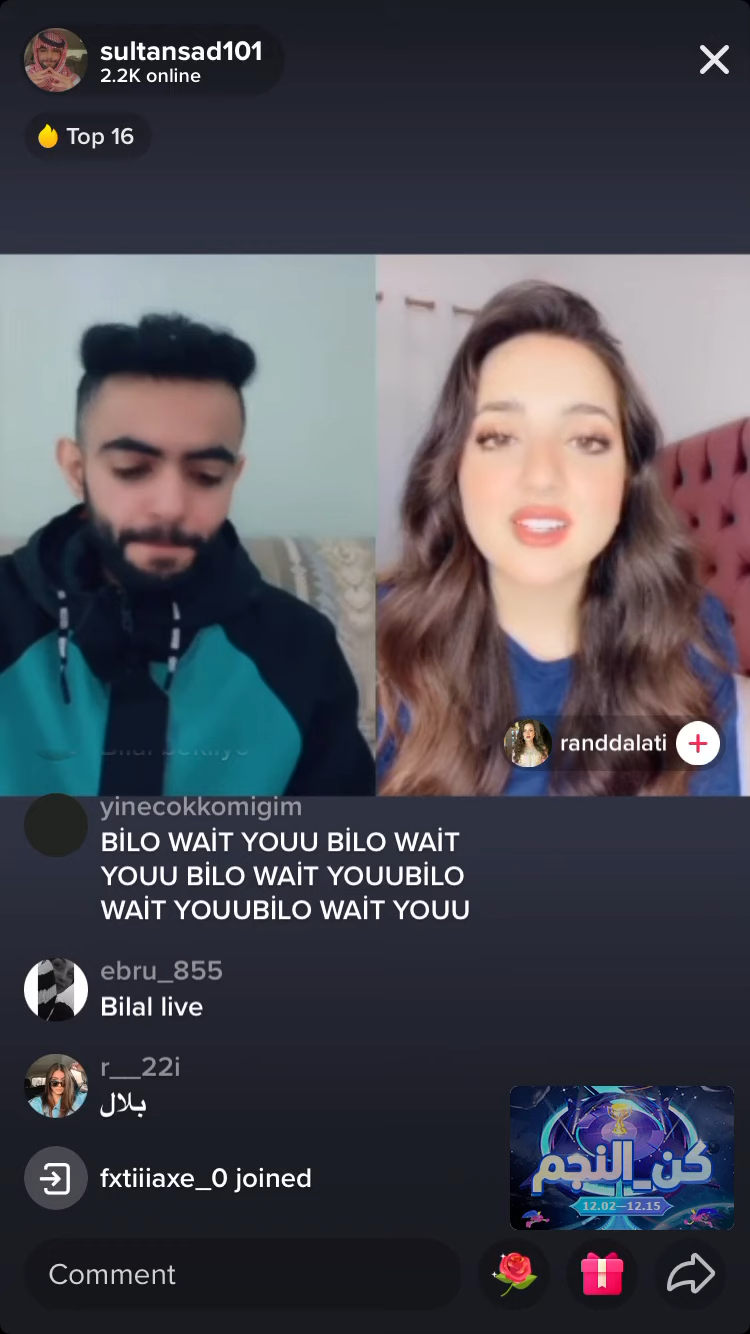 sultansad101
2.2K online
Top 16
randdalati
yinecokkomigim
BİLO WAİT YOUU BİLO WAİT
YOUU BİLO WAİT YOUUBİLO
WAİT YOUUBİLO WAİT YOUU
ebru_855
Bilal live
r__22i
بلال
fxtiiiaxe_0 joined
كن_النجم
12.02—12.15
Comment